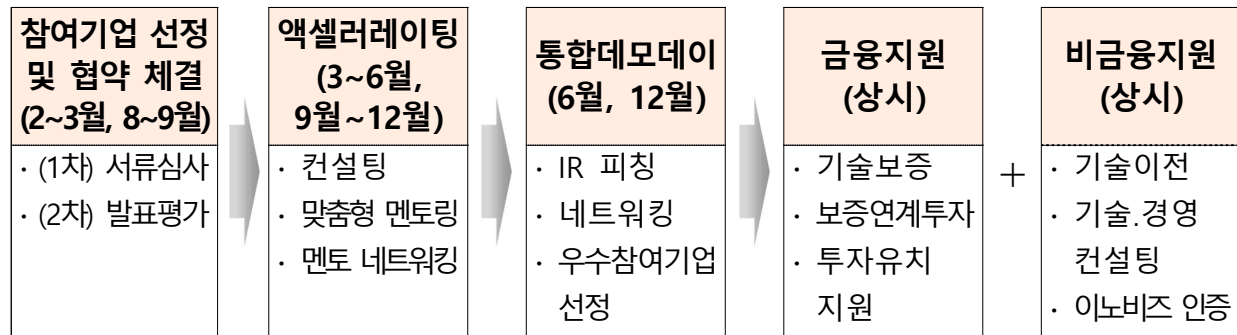 참여기업 선정
및 협약 체결
(2~3월, 8~9월)
· (1차) 서류심사
· (2차) 발표평가
액셀러레이팅
(3~6월,
9월~12월)
· 컨설팅
· 맞춤형 멘토링
· 멘토 네트워킹
통합데모데이
(6월, 12월)
· IR 피칭
· 네트워킹
· 우수참여기업
선정
금융지원
(상시)
· 기술보증
· 보증연계투자
· 투자유치
지원
+
비금융지원
(상시)
· 기술이전
· 기술.경영
컨설팅
· 이노비즈 인증